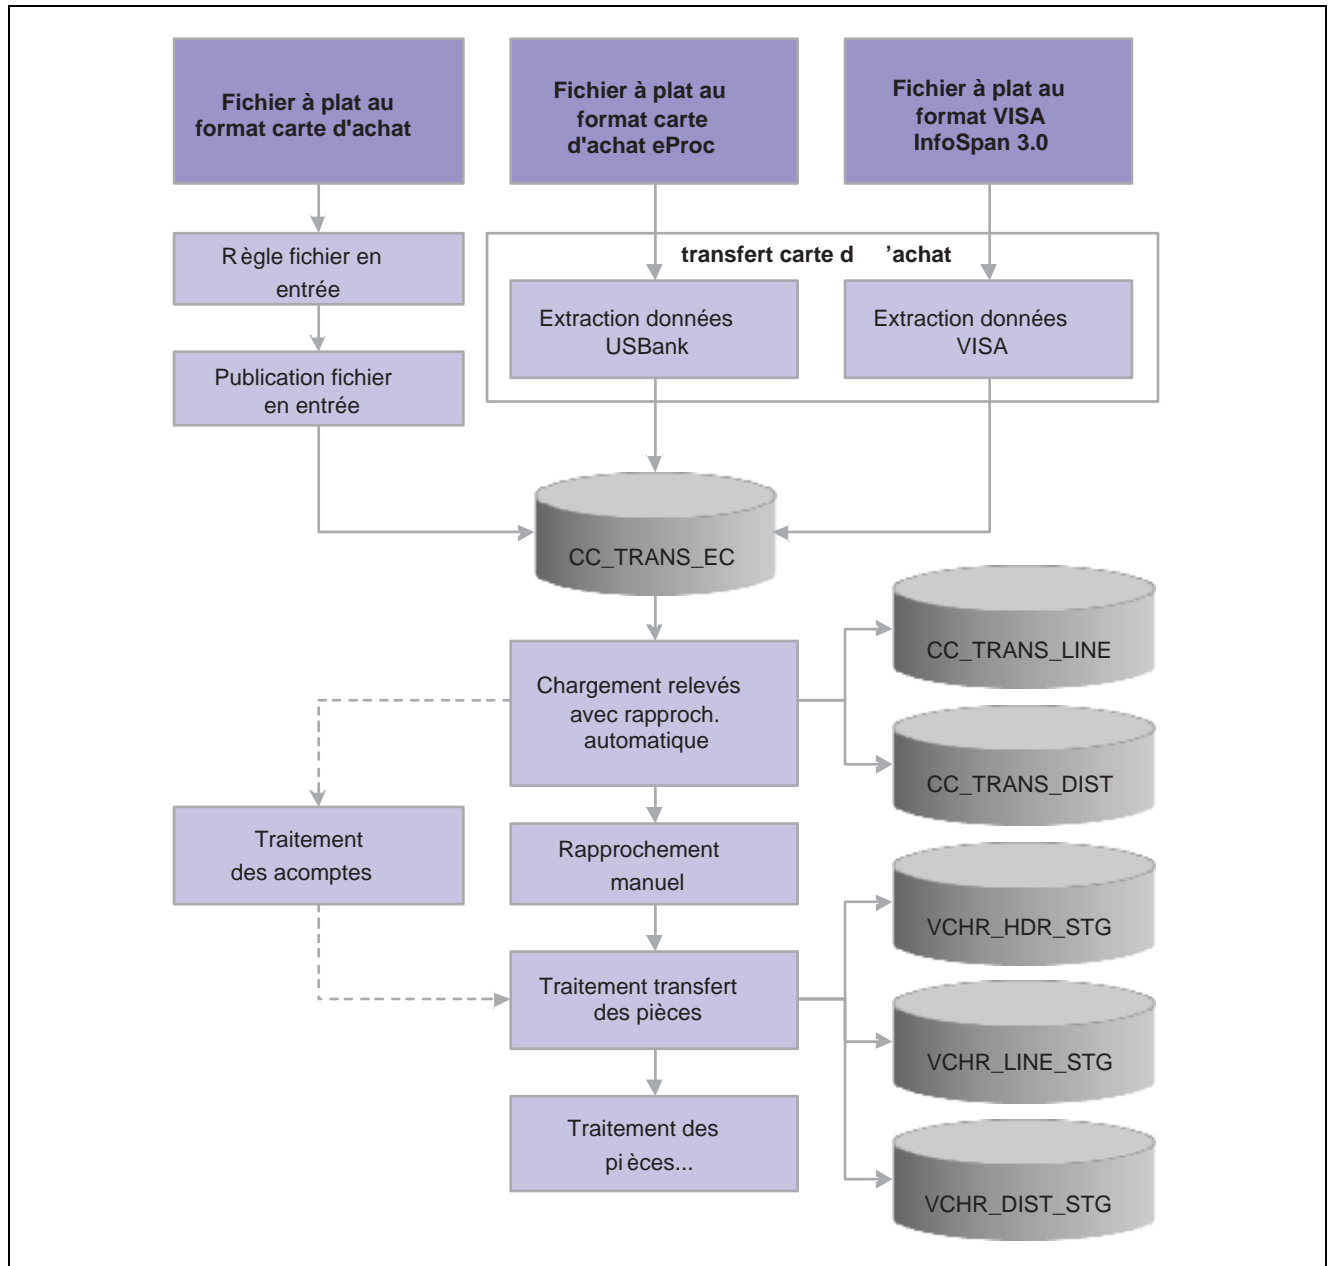 Fichier à plat au
format carte d'achat
Fichier à plat au
format carte
d'achat eProc
Fichier à plat au
format VISA
InfoSpan 3.0
Règle fichier en
entrée
transfert carte d ’achat
Extraction données
USBank
Extraction données
VISA
Publication fichier
en entrée
CC_TRANS_EC
CC_TRANS_LINE
Chargement relevés
avec rapproch.
automatique
CC_TRANS_DIST
Traitement
des acomptes
Rapprochement
manuel
VCHR_HDR_STG
Traitement transfert
des pièces
VCHR_LINE_STG
Traitement des
pièces...
VCHR_DIST_STG